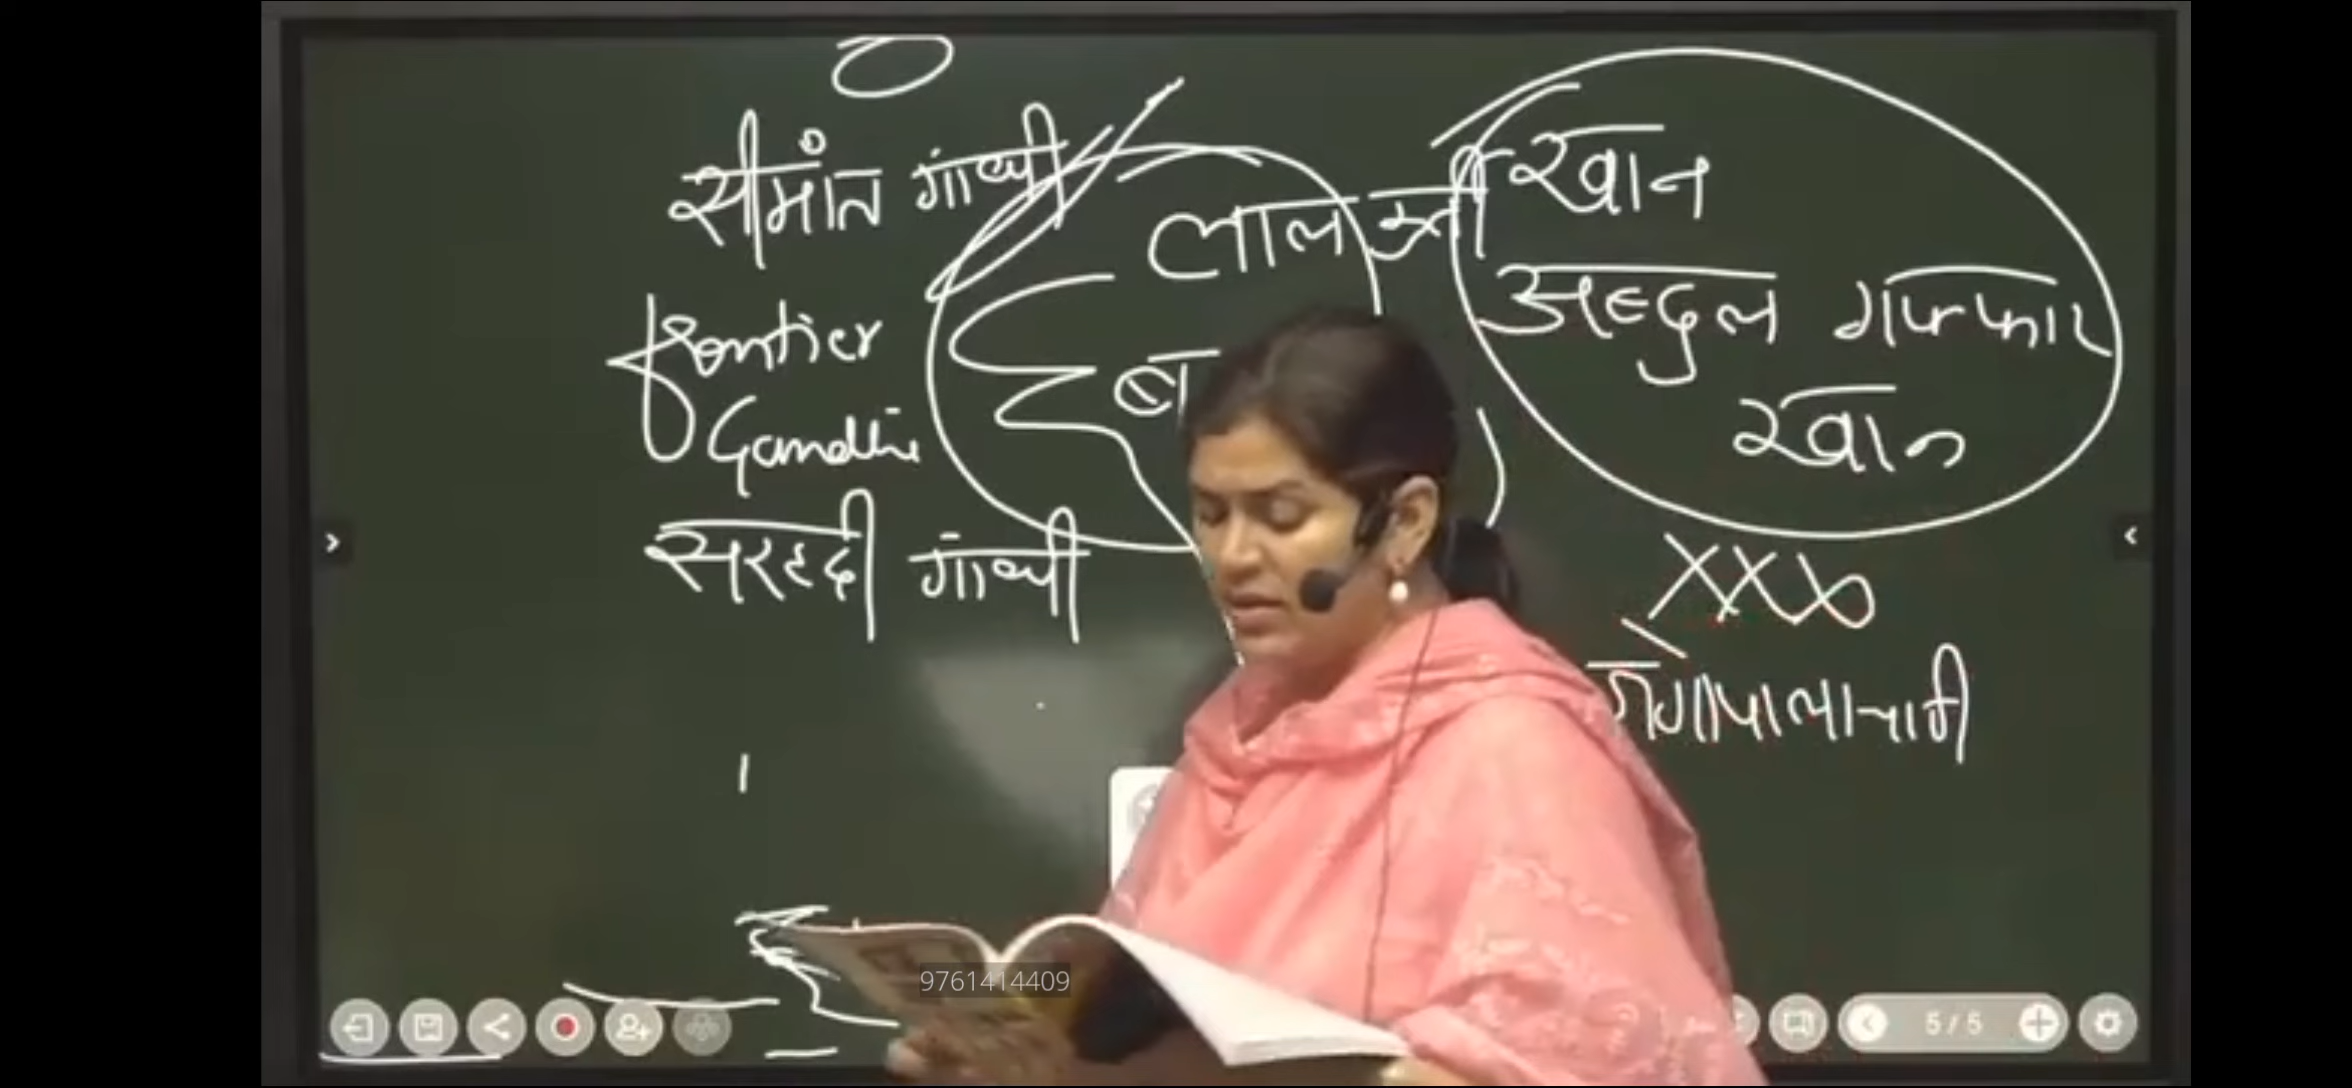 सीमांत गांधी
frontier
Gandhi
सरहदी गांधी
लाल कुर्ती
खान
अब्दुल गफ्फार
खान
9761414409
5/5